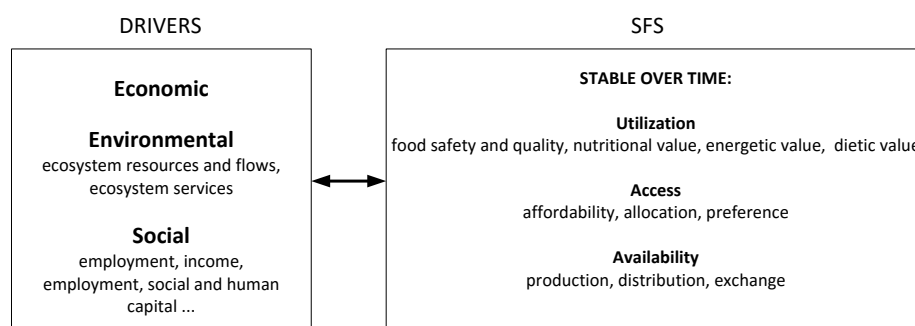 DRIVERS
Economic
Environmental
ecosystem resources and flows,
ecosystem services
Social
employment, income,
employment, social and human
capital ...
SFS
STABLE OVER TIME:
Utilization
food safety and quality, nutritional value, energetic value, dietic value
Access
affordability, allocation, preference
Availability
production, distribution, exchange